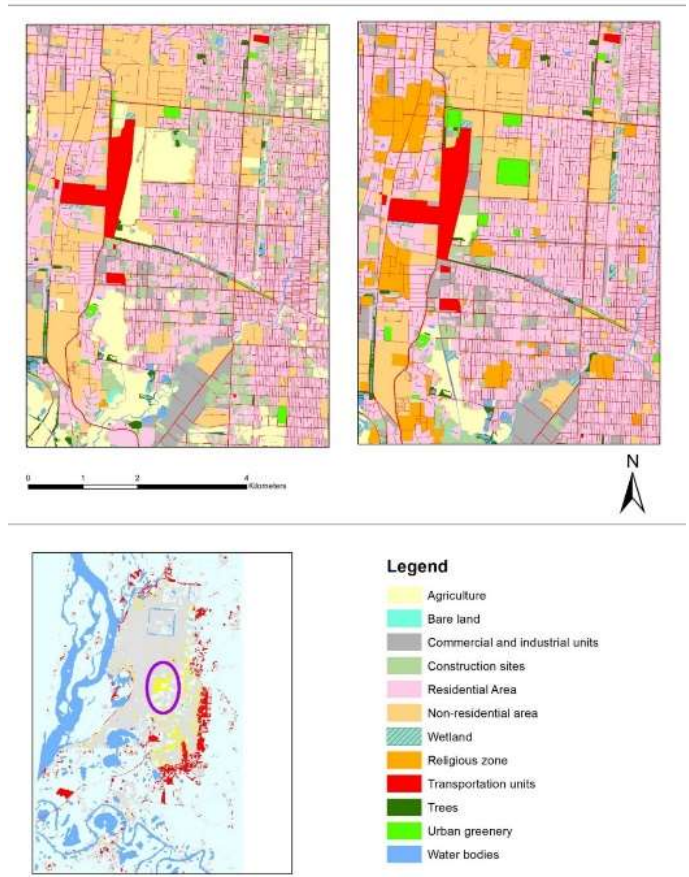 0 1 2 4
Kilometers
N
Legend
Agriculture
Bare land
Commercial and industrial units
Construction sites
Residential Area
Non-residential area
Wetland
Religious zone
Transportation units
Trees
Urban greenery
Water bodies